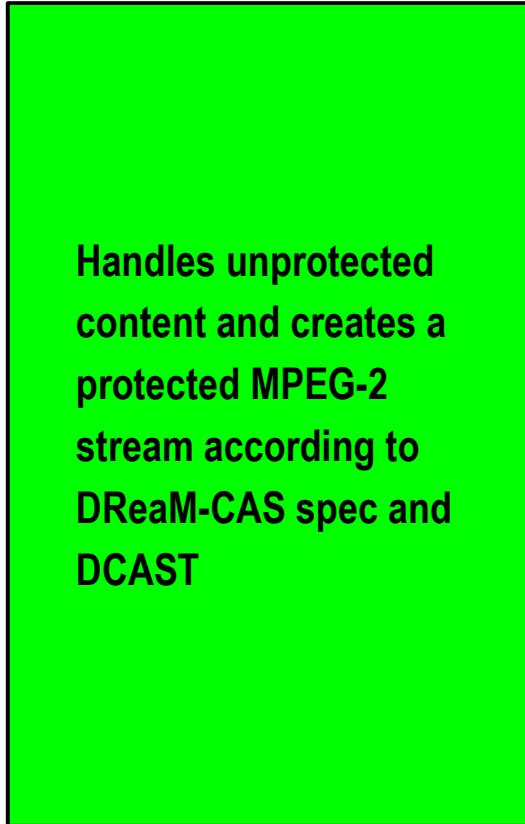 Handles unprotected
content and creates a
protected MPEG-2
stream according to
DReaM-CAS spec and
DCAST